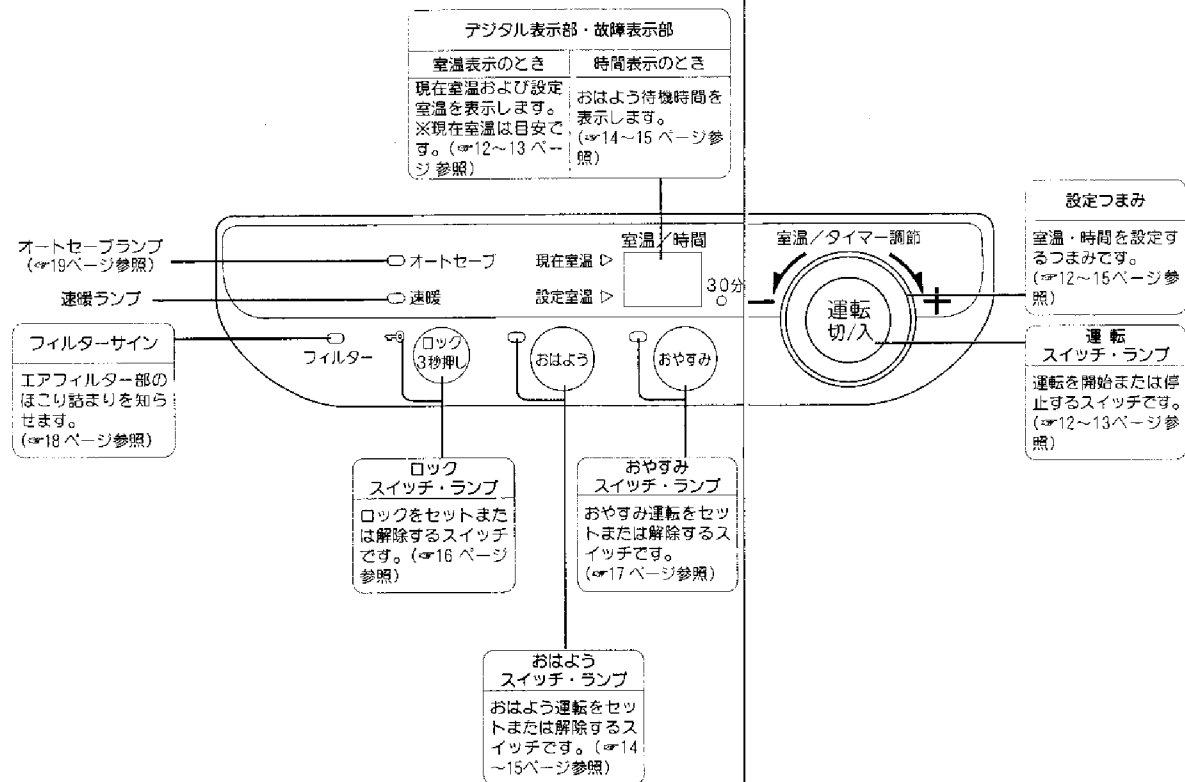 デジタル表示部・故障表示部
室温表示のとき
現在室温および設定
室温を表示します。
※現在室温は目安で
す。(☞12〜13 ペー
ジ 参照)
時間表示のとき
おはよう待機時間を
表示します。
(☞14〜15 ページ参
照)
オートセーブランプ
(☞19ページ参照)
速暖ランプ
フィルターサイン
エアフィルター部の
ほこり詰まりを知ら
せます。
(☞18 ページ参照)
オートセーブ
速暖
フィルター
室温/時間
現在室温 ▷
設定室温 ▷
30分
室温/タイマー調節
− +
運転
切/入
ロック
3秒押し
おはよう
おやすみ
設定つまみ
室温・時間を設定す
るつまみです。
(☞12〜15ページ参
照)
運 転
スイッチ・ランプ
運転を開始または停
止するスイッチです。
(☞12〜13ページ参
照)
ロック
スイッチ・ランプ
ロックをセットまた
は解除するスイッチ
です。(☞16 ページ
参照)
おやすみ
スイッチ・ランプ
おやすみ運転をセッ
トまたは解除するス
イッチです。
(☞17 ページ参照)
おはよう
スイッチ・ランプ
おはよう運転をセッ
トまたは解除するス
イッチです。(☞14
〜15ページ参照)